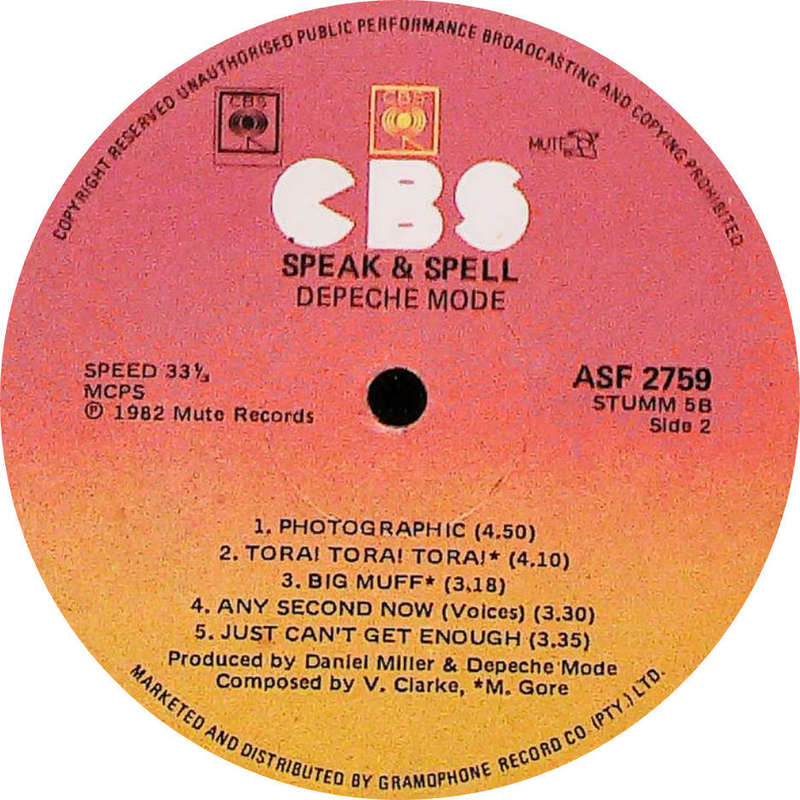 COPYRIGHT RESERVED UNAUTHORISED PUBLIC PERFORMANCE BROADCASTING AND COPYING PROHIBITED
CBS
CBS
MUTE
CBS
SPEAK & SPELL
DEPECHE MODE
SPEED 33⅓
MCPS
℗ 1982 Mute Records
ASF 2759
STUMM 5B
Side 2
1. PHOTOGRAPHIC (4.50)
2. TORA! TORA! TORA!* (4.10)
3. BIG MUFF* (3.18)
4. ANY SECOND NOW (Voices) (3.30)
5. JUST CAN'T GET ENOUGH (3.35)
Produced by Daniel Miller & Depeche Mode
Composed by V. Clarke, *M. Gore
MARKETED AND DISTRIBUTED BY GRAMOPHONE RECORD CO. (PTY.) LTD.